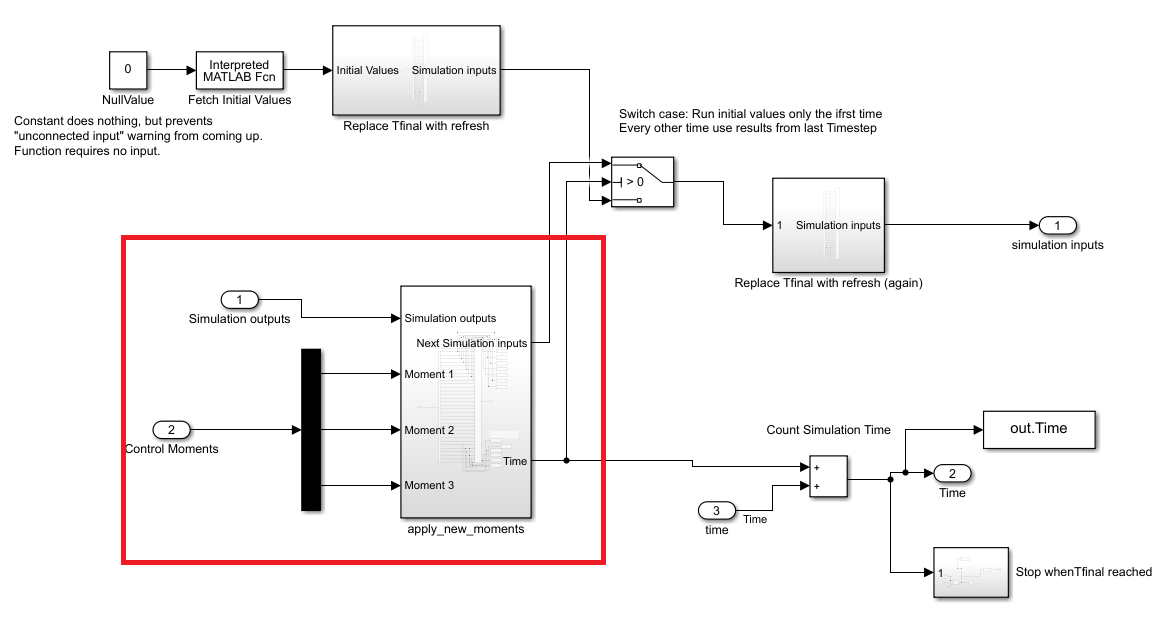 0
NullValue
Interpreted
MATLAB Fcn
Fetch Initial Values
Initial Values
Simulation inputs
Replace Tfinal with refresh
Constant does nothing, but prevents
"unconnected input" warning from coming up.
Function requires no input.
Switch case: Run initial values only the ifrst time
Every other time use results from last Timestep
> 0
1
Simulation inputs
Replace Tfinal with refresh (again)
1
simulation inputs
1
Simulation outputs
2
Control Moments
Simulation outputs
Next Simulation inputs
Moment 1
Moment 2
Time
Moment 3
apply_new_moments
Count Simulation Time
+
+
3
time
Time
out.Time
2
Time
1
Stop whenTfinal reached